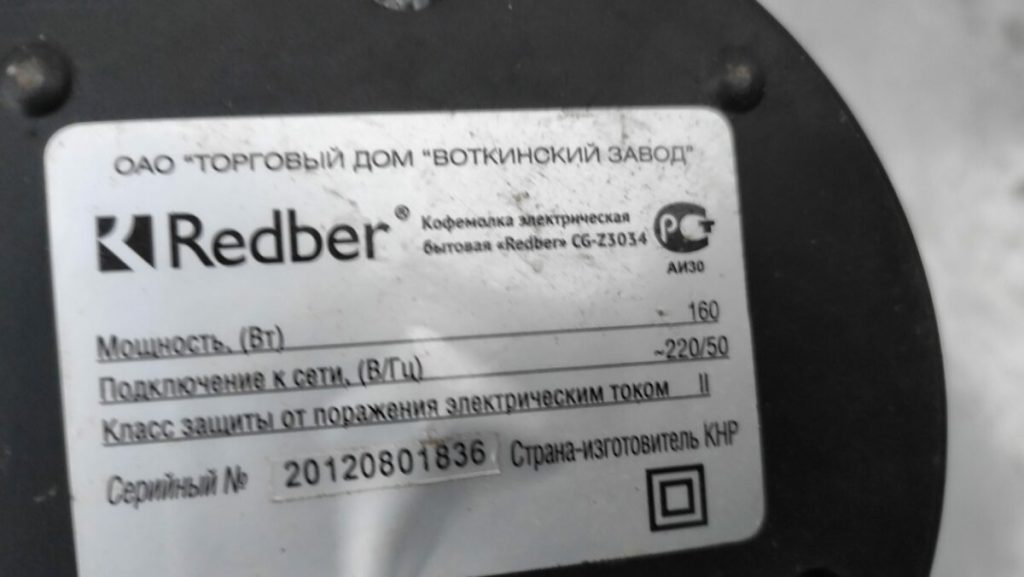 ОАО "ТОРГОВЫЙ ДОМ "ВОТКИНСКИЙ ЗАВОД"
Redber®
Кофемолка электрическая
бытовая «Redber» CG-Z3034
РСТ
АИ30
Мощность, (Вт) 160
Подключение к сети, (В/Гц) ~220/50
Класс защиты от поражения электрическим током II
Серийный № 20120801836 Страна-изготовитель КНР